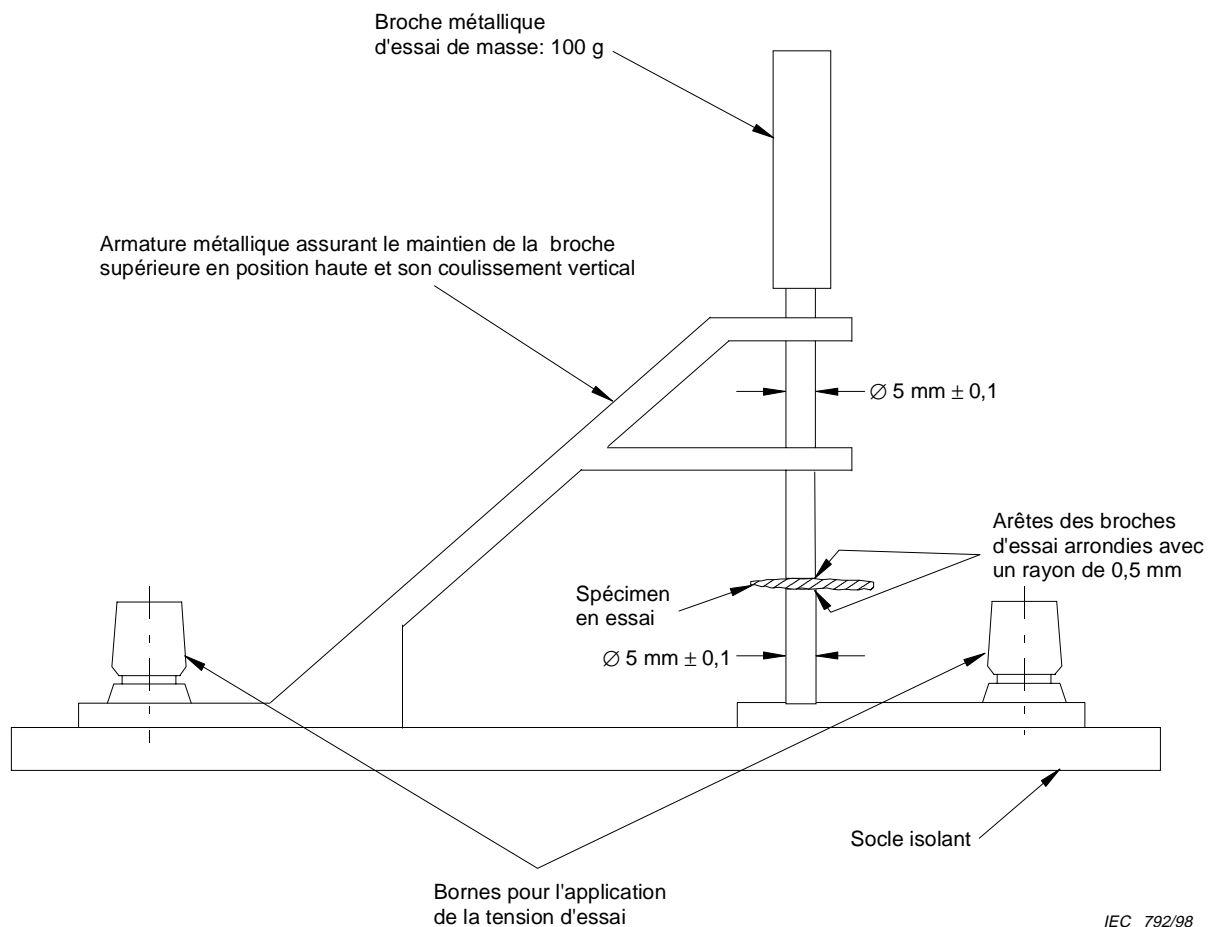 Broche métallique
d'essai de masse: 100 g
Armature métallique assurant le maintien de la broche
supérieure en position haute et son coulissement vertical
∅ 5 mm ± 0,1
Arêtes des broches
d'essai arrondies avec
un rayon de 0,5 mm
Spécimen
en essai
∅ 5 mm ± 0,1
Socle isolant
Bornes pour l'application
de la tension d'essai
IEC 792/98